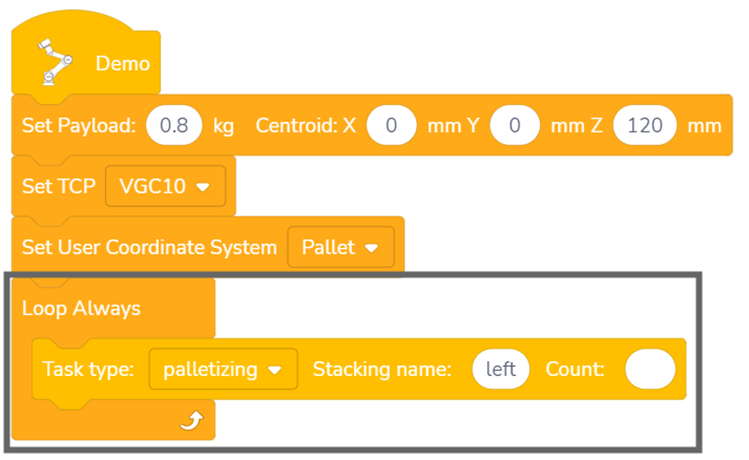 Demo
Set Payload: 0.8 kg Centroid: X 0 mm Y 0 mm Z 120 mm
Set TCP VGC10
Set User Coordinate System Pallet
Loop Always
Task type: palletizing Stacking name: left Count: